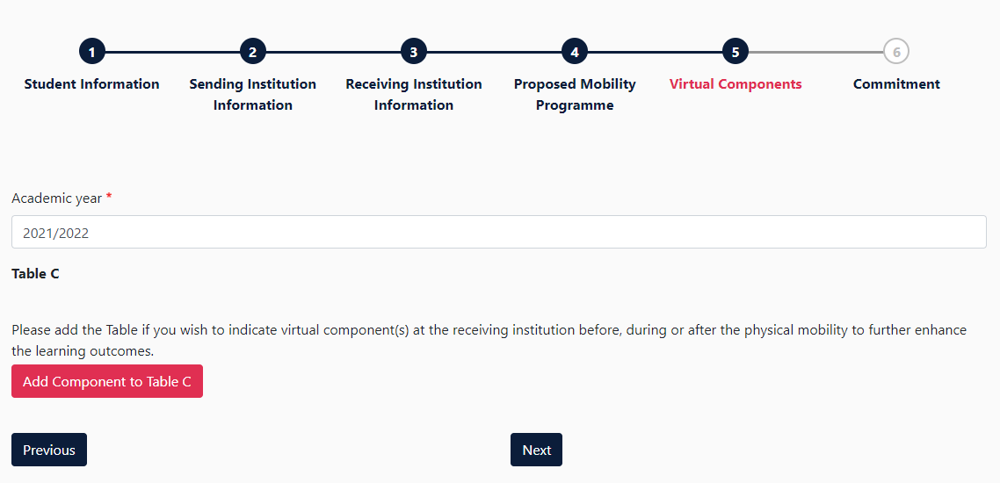 1 2 3 4 5 6
Student Information Sending Institution Receiving Institution Proposed Mobility Virtual Components Commitment
Information Information Programme
Academic year *
2021/2022
Table C
Please add the Table if you wish to indicate virtual component(s) at the receiving institution before, during or after the physical mobility to further enhance
the learning outcomes.
Add Component to Table C
Previous Next